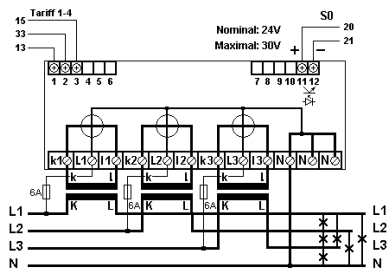 Tariff 1-4
S0
15
33
13
Nominal: 24V
Maximal: 30V
+
−
20
21
1 2 3 4 5 6
7 8 9 10 11 12
k1 L1 l1 k2 L2 l2 k3 L3 l3 N N N
k l k l k l
6A 6A 6A
K L K L K L
L1 L1
L2 L2
L3 L3
N N